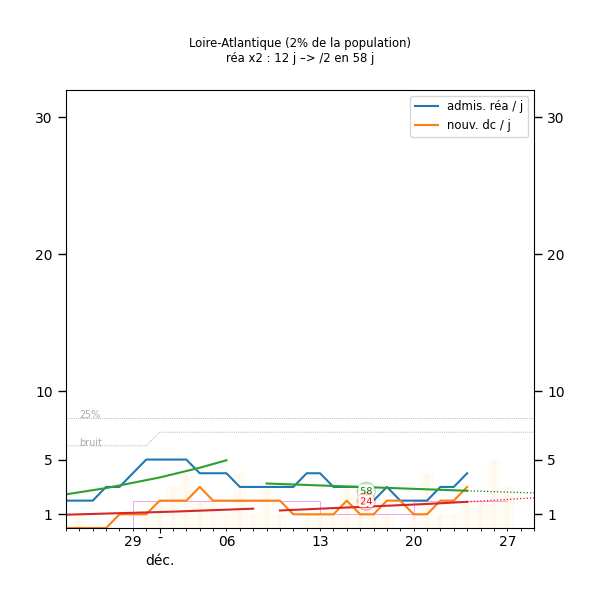 Loire-Atlantique (2% de la population)
réa x2 : 12 j –> /2 en 58 j
admis. réa / j
nouv. dc / j
30 30
20 20
10 10
25%
bruit
5 5
58
24
1 1
29 - 06 13 20 27
déc.